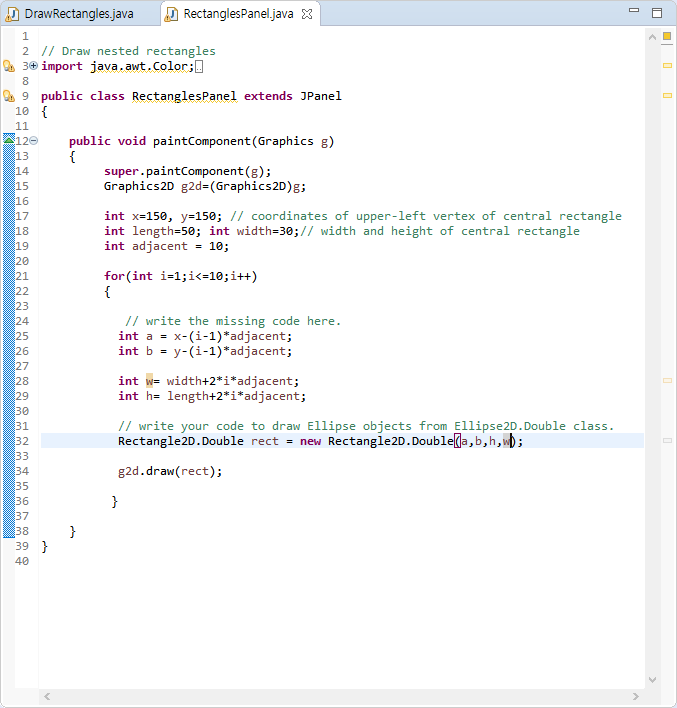 DrawRectangles.java RectanglesPanel.java
1
2 // Draw nested rectangles
3 import java.awt.Color;
8
9 public class RectanglesPanel extends JPanel
10 {
11
12 public void paintComponent(Graphics g)
13 {
14 super.paintComponent(g);
15 Graphics2D g2d=(Graphics2D)g;
16
17 int x=150, y=150; // coordinates of upper-left vertex of central rectangle
18 int length=50; int width=30;// width and height of central rectangle
19 int adjacent = 10;
20
21 for(int i=1;i<=10;i++)
22 {
23
24 // write the missing code here.
25 int a = x-(i-1)*adjacent;
26 int b = y-(i-1)*adjacent;
27
28 int w= width+2*i*adjacent;
29 int h= length+2*i*adjacent;
30
31 // write your code to draw Ellipse objects from Ellipse2D.Double class.
32 Rectangle2D.Double rect = new Rectangle2D.Double(a,b,h,w);
33
34 g2d.draw(rect);
35
36 }
37
38 }
39 }
40